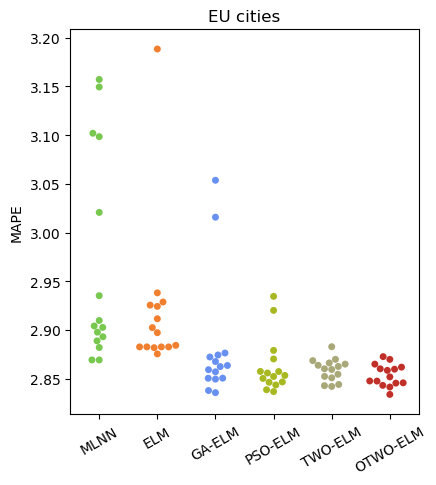 EU cities
3.20
3.15
3.10
3.05
3.00
2.95
2.90
2.85
MAPE
MLNN
ELM
GA-ELM
PSO-ELM
TWO-ELM
OTWO-ELM